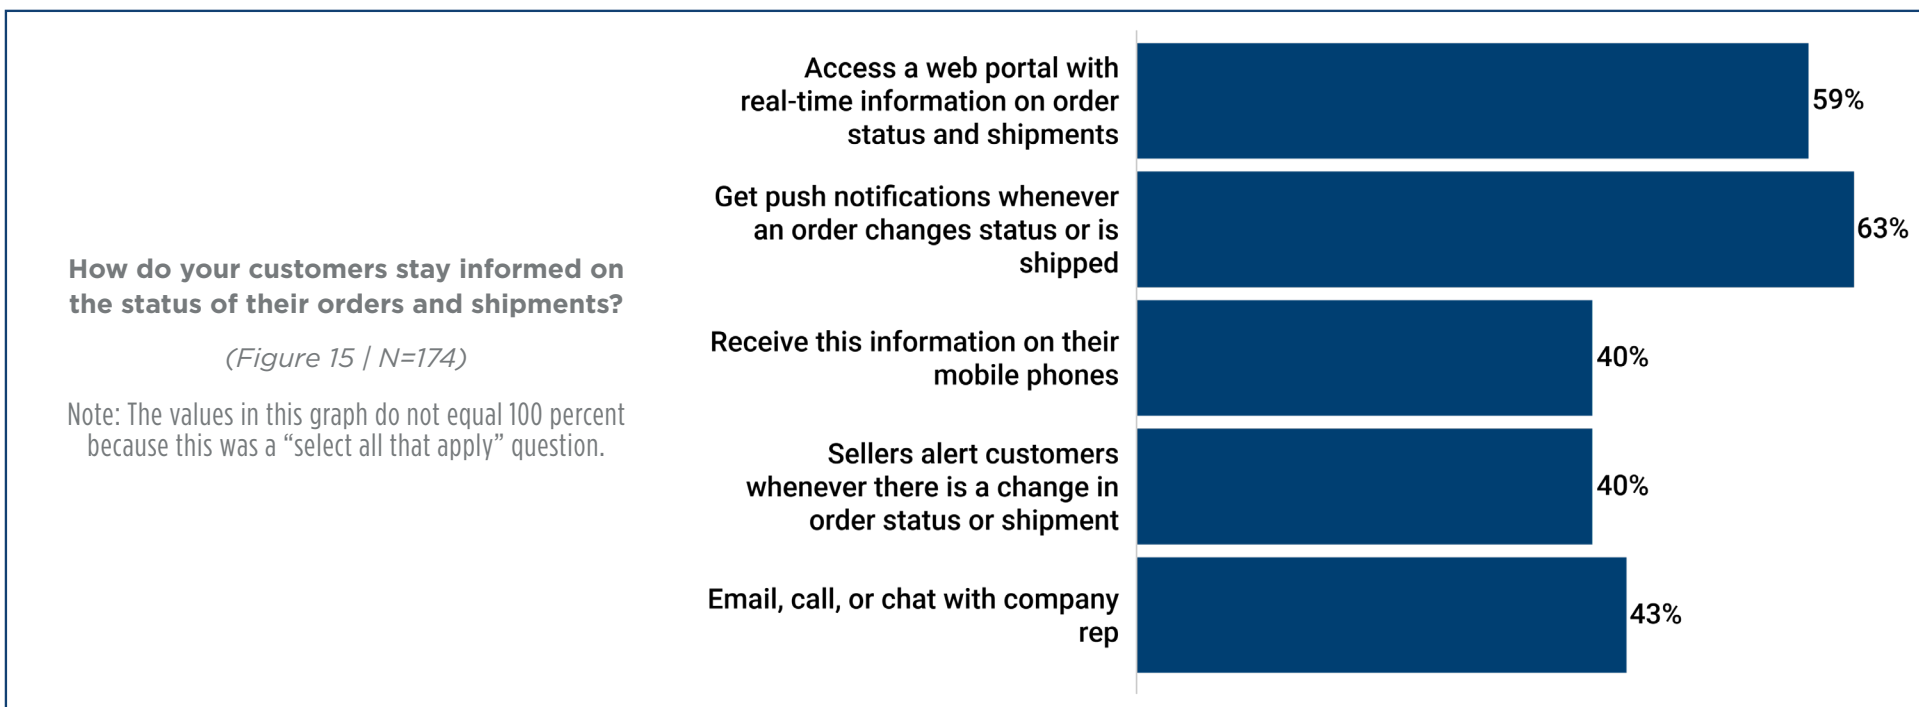 How do your customers stay informed on
the status of their orders and shipments?
(Figure 15 | N=174)
Note: The values in this graph do not equal 100 percent
because this was a “select all that apply” question.
Access a web portal with
real-time information on order
status and shipments
59%
Get push notifications whenever
an order changes status or is
shipped
63%
Receive this information on their
mobile phones
40%
Sellers alert customers
whenever there is a change in
order status or shipment
40%
Email, call, or chat with company
rep
43%